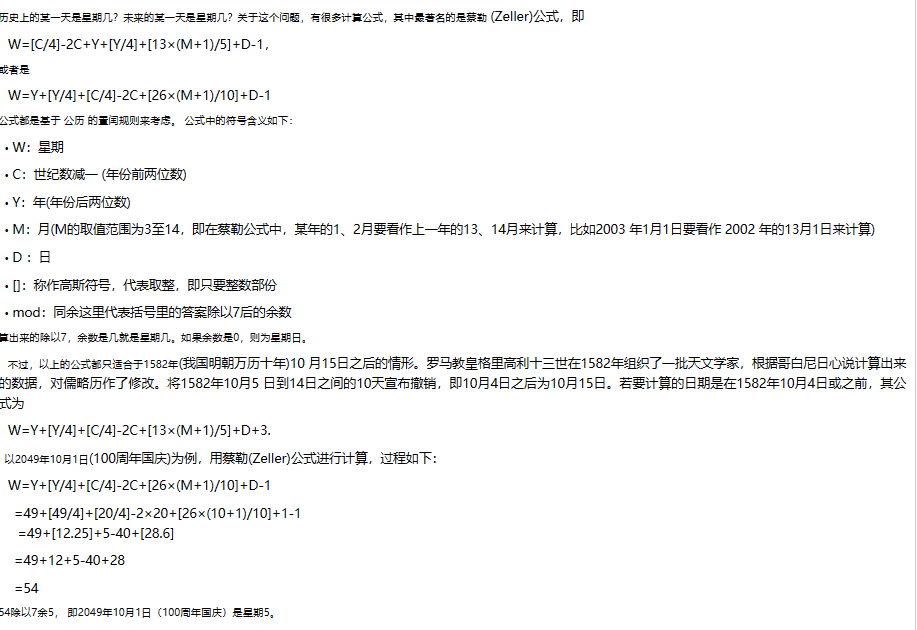 历史上的某一天是星期几？未来的某一天是星期几？关于这个问题，有很多计算公式，其中最著名的是蔡勒 (Zeller)公式，即
W=[C/4]-2C+Y+[Y/4]+[13×(M+1)/5]+D-1，
或者是
W=Y+[Y/4]+[C/4]-2C+[26×(M+1)/10]+D-1
公式都是基于 公历 的置闰规则来考虑。 公式中的符号含义如下：
• W：星期
• C：世纪数减一 (年份前两位数)
• Y：年(年份后两位数)
• M：月(M的取值范围为3至14，即在蔡勒公式中，某年的1、2月要看作上一年的13、14月来计算，比如2003 年1月1日要看作 2002 年的13月1日来计算)
• D ：日
• []：称作高斯符号，代表取整，即只要整数部份
• mod：同余这里代表括号里的答案除以7后的余数
算出来的除以7，余数是几就是星期几。如果余数是0，则为星期日。
不过，以上的公式都只适合于1582年(我国明朝万历十年)10 月15日之后的情形。罗马教皇格里高利十三世在1582年组织了一批天文学家，根据哥白尼日心说计算出来
的数据，对儒略历作了修改。将1582年10月5 日到14日之间的10天宣布撤销，即10月4日之后为10月15日。若要计算的日期是在1582年10月4日或之前，其公
式为
W=Y+[Y/4]+[C/4]-2C+[13×(M+1)/5]+D+3.
以2049年10月1日(100周年国庆)为例，用蔡勒(Zeller)公式进行计算，过程如下：
W=Y+[Y/4]+[C/4]-2C+[26×(M+1)/10]+D-1
=49+[49/4]+[20/4]-2×20+[26×(10+1)/10]+1-1
=49+[12.25]+5-40+[28.6]
=49+12+5-40+28
=54
54除以7余5， 即2049年10月1日（100周年国庆）是星期5。